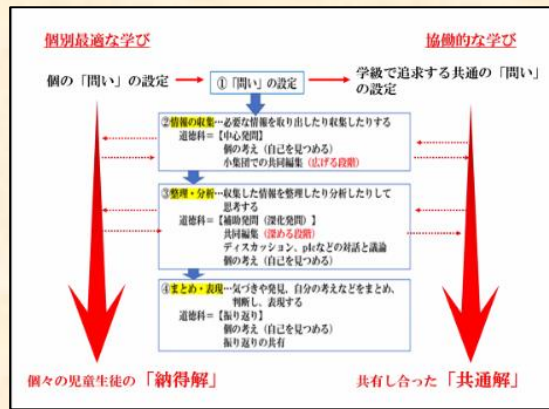 個別最適な学び
協働的な学び
個の「問い」の設定
①「問い」の設定
学級で追求する共通の「問い」
の設定
②情報の収集…必要な情報を取り出したり収集したりする
道徳科＝【中心発問】
個の考え（自己を見つめる）
小集団での共同編集（広げる段階）
③整理・分析…収集した情報を整理したり分析したりして
思考する
道徳科＝【補助発問（深化発問）】
共同編集（深める段階）
ディスカッション、p4cなどの対話と議論
個の考え（自己を見つめる）
④まとめ・表現…気づきや発見，自分の考えなどをまとめ、
判断し、表現する
道徳科＝【振り返り】
個の考え（自己を見つめる）
振り返りの共有
個々の児童生徒の「納得解」
共有し合った「共通解」